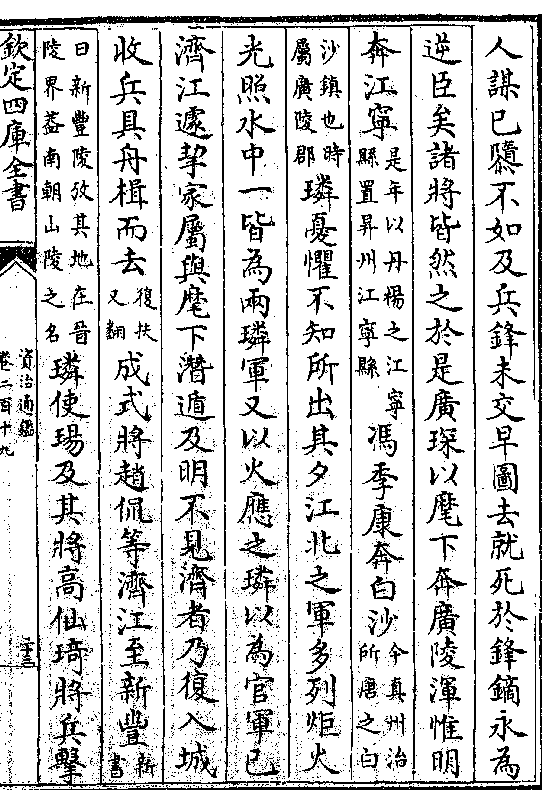 人謀已隳不如及兵鋒未交早圖去就死於鋒鏑永為
逆臣矣諸將皆然之於是廣琛以麾下奔廣陵渾惟明
奔江寧是年以丹楊之江寧縣置昇州江寧縣馮季康奔白沙今真州治所唐之白
沙鎮也時屬廣陵郡璘憂懼不知所出其夕江北之軍多列炬火
光照水中一皆為兩璘軍又以火應之璘以為官軍已
濟江遽挈家屬與麾下潛遁及明不見濟者乃復入城
收兵具舟楫而去復扶又翻成式將趙侃等濟江至新豐新書
曰新豐陵攷其地在晉陵界葢南朝山陵之名璘使瑒及其將高仙琦將兵擊
欽定四庫全書
資治通鑑
卷二百十九
二十三